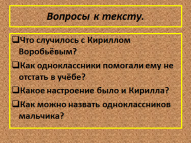 Вопросы к тексту.
Что случилось с Кириллом
Воробьёвым?
Как одноклассники помогали ему не
отстать в учёбе?
Какое настроение было и Кирилла?
Как можно назвать одноклассников
мальчика?